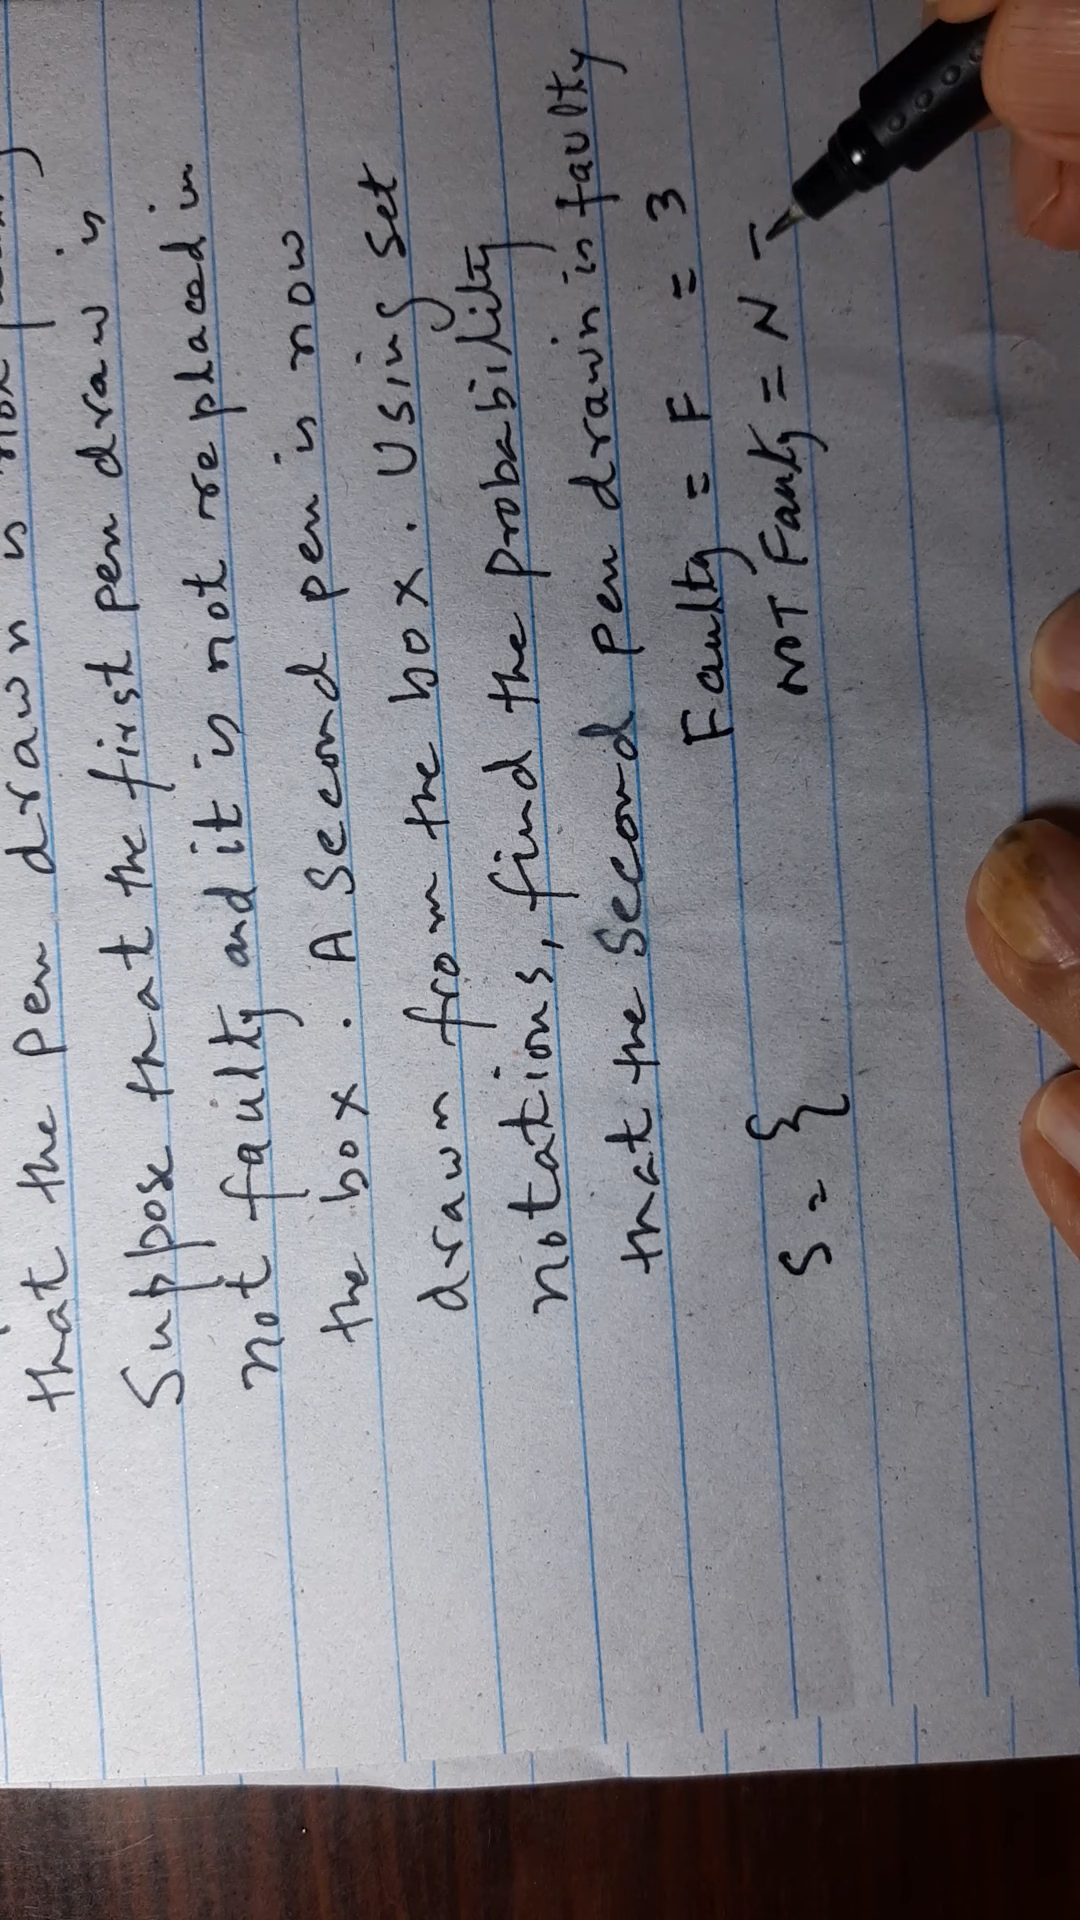 that the pen drawn is
Suppose that the first pen drawn is
not faulty and it is not replaced in
the box. A Second pen is now
drawn from the box. Using Set
notations, find the probability
that the Second pen drawn is faulty
Faulty = F = 3
S = { NOT Faulty = N =